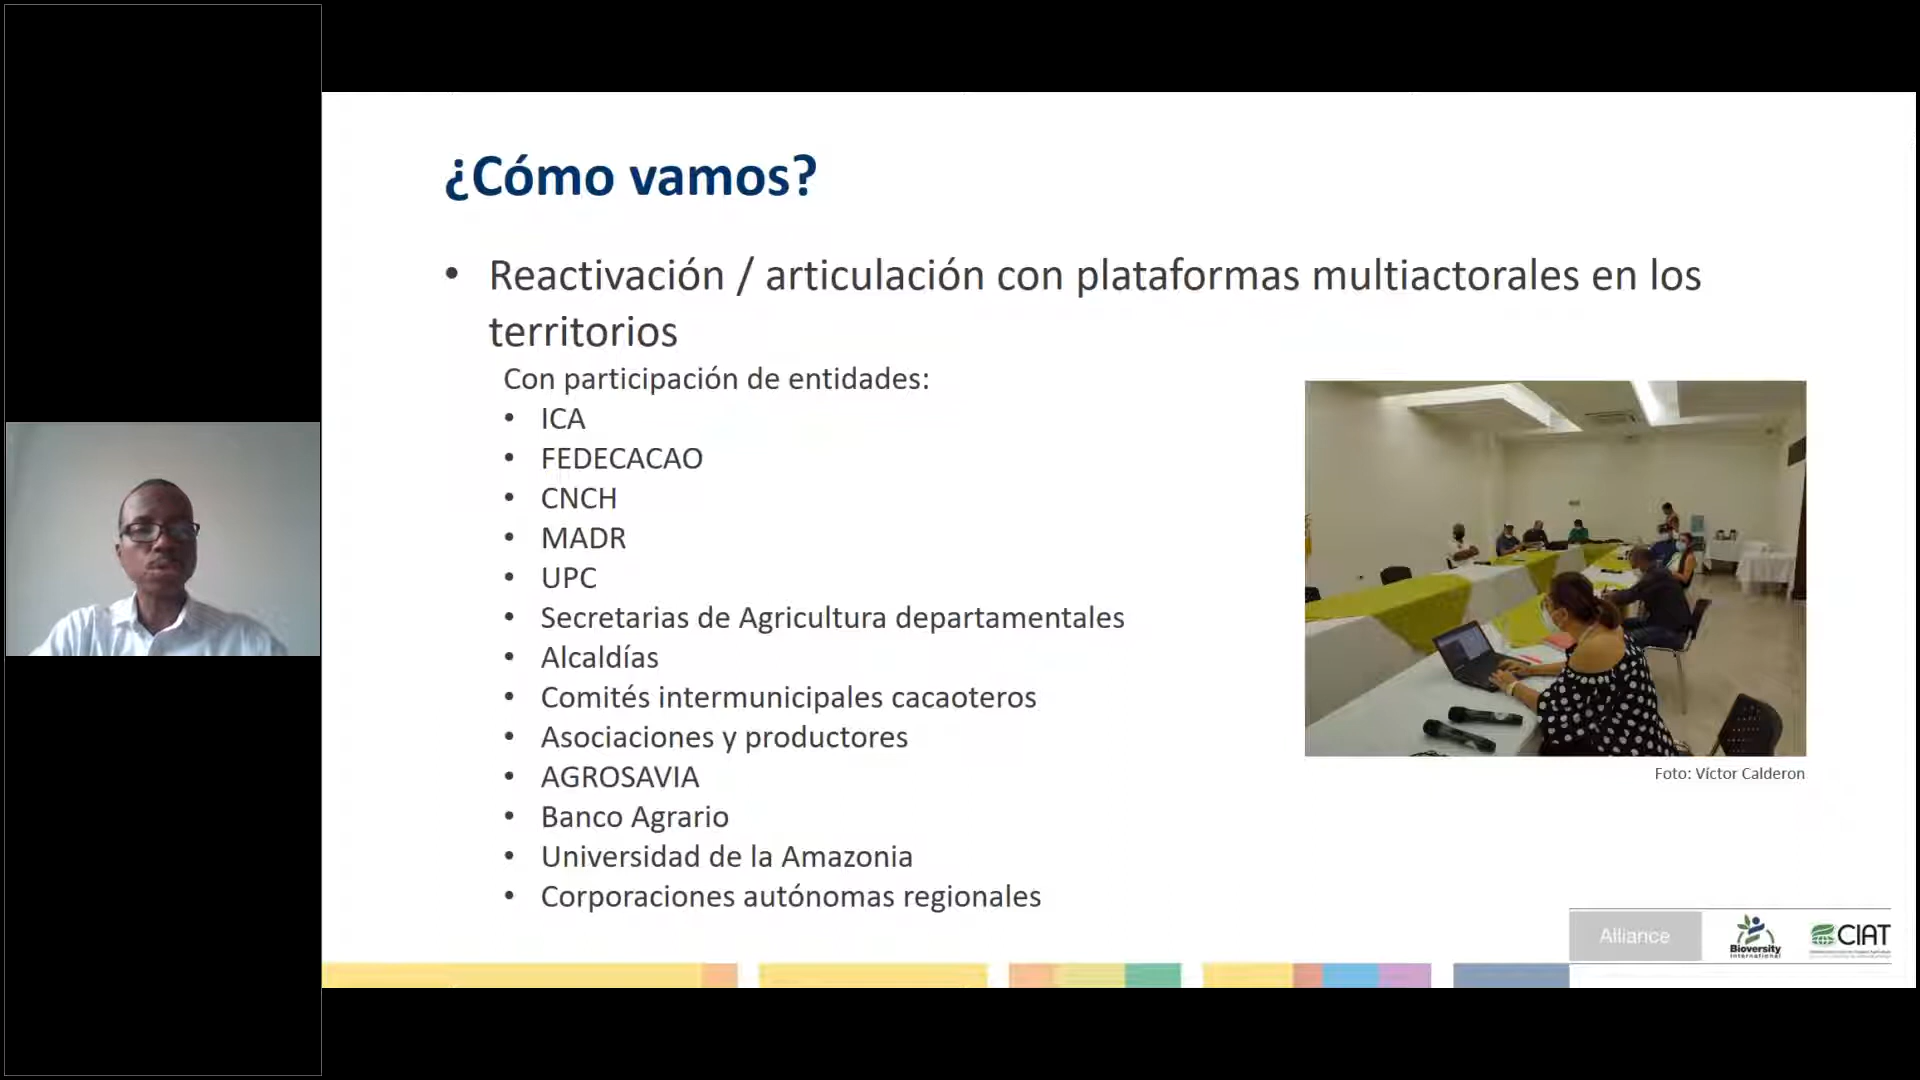 ¿Cómo vamos?
• Reactivación / articulación con plataformas multiactorales en los
territorios
Con participación de entidades:
• ICA
• FEDECACAO
• CNCH
• MADR
• UPC
• Secretarias de Agricultura departamentales
• Alcaldías
• Comités intermunicipales cacaoteros
• Asociaciones y productores
• AGROSAVIA
• Banco Agrario
• Universidad de la Amazonia
• Corporaciones autónomas regionales
Foto: Víctor Calderon
Alliance
Bioversity
International
CIAT